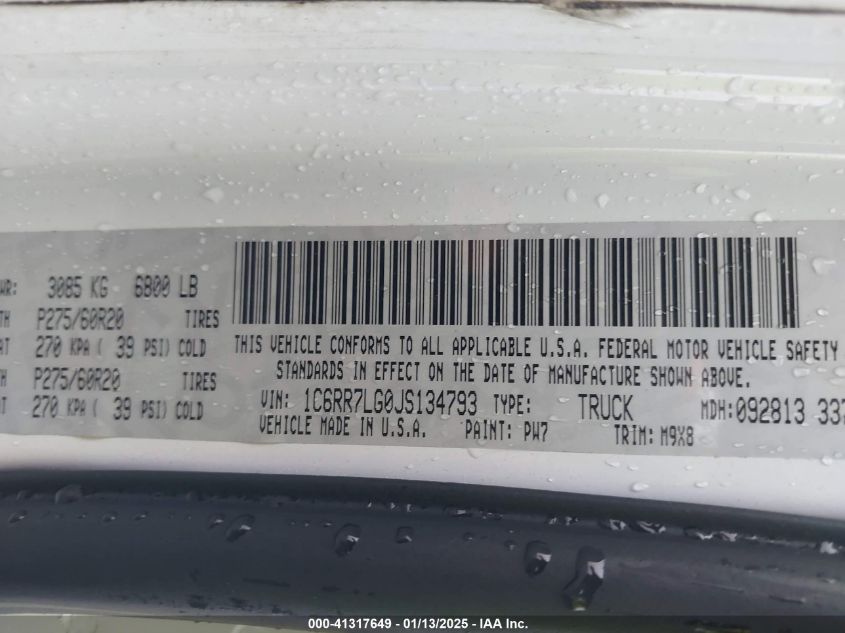 WR: 3085 KG 6800 LB
TH P275/60R20 TIRES
AT 270 KPA ( 39 PSI) COLD
TH P275/60R20 TIRES
AT 270 KPA ( 39 PSI) COLD
THIS VEHICLE CONFORMS TO ALL APPLICABLE U.S.A. FEDERAL MOTOR VEHICLE SAFETY
STANDARDS IN EFFECT ON THE DATE OF MANUFACTURE SHOWN ABOVE.
VIN: 1C6RR7LG0JS134793 TYPE: TRUCK MDH: 092813 337
VEHICLE MADE IN U.S.A. PAINT: PW7 TRIM: M9X8
000-41317649 - 01/13/2025 - IAA Inc.